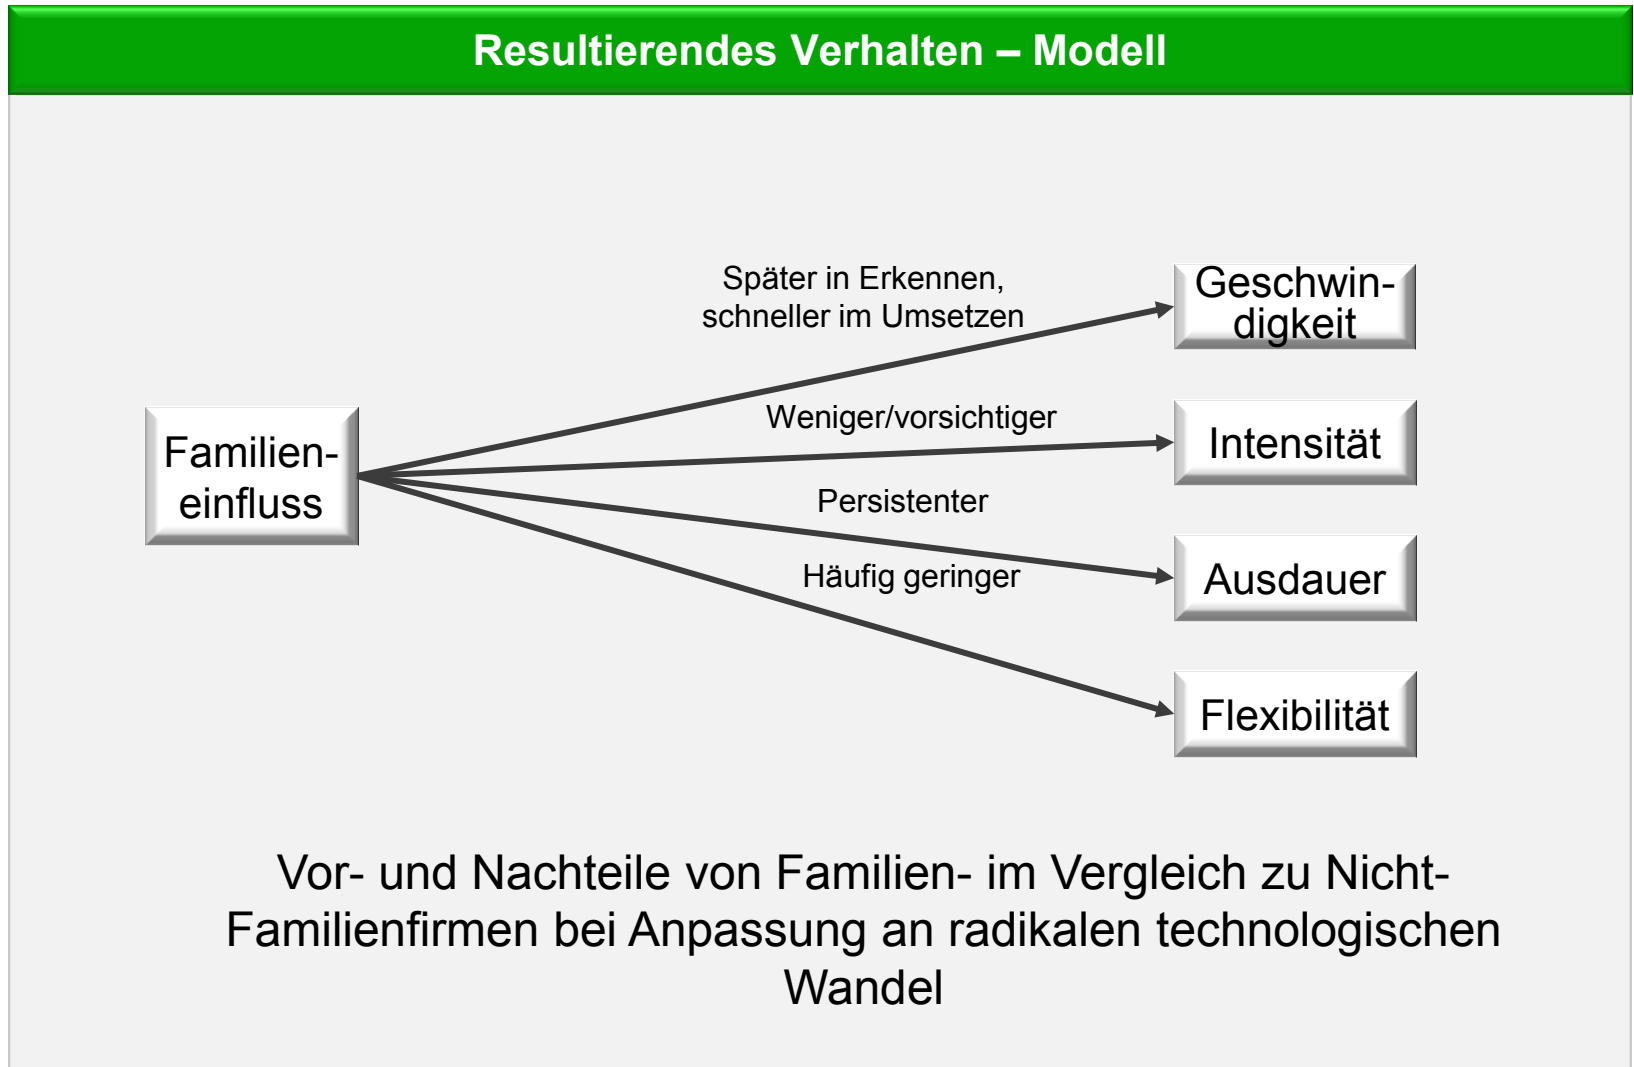 Resultierendes Verhalten – Modell
Später in Erkennen,
schneller im Umsetzen
Geschwin-
digkeit
Weniger/vorsichtiger
Intensität
Familien-
einfluss
Persistenter
Ausdauer
Häufig geringer
Flexibilität
Vor- und Nachteile von Familien- im Vergleich zu Nicht-
Familienfirmen bei Anpassung an radikalen technologischen
Wandel